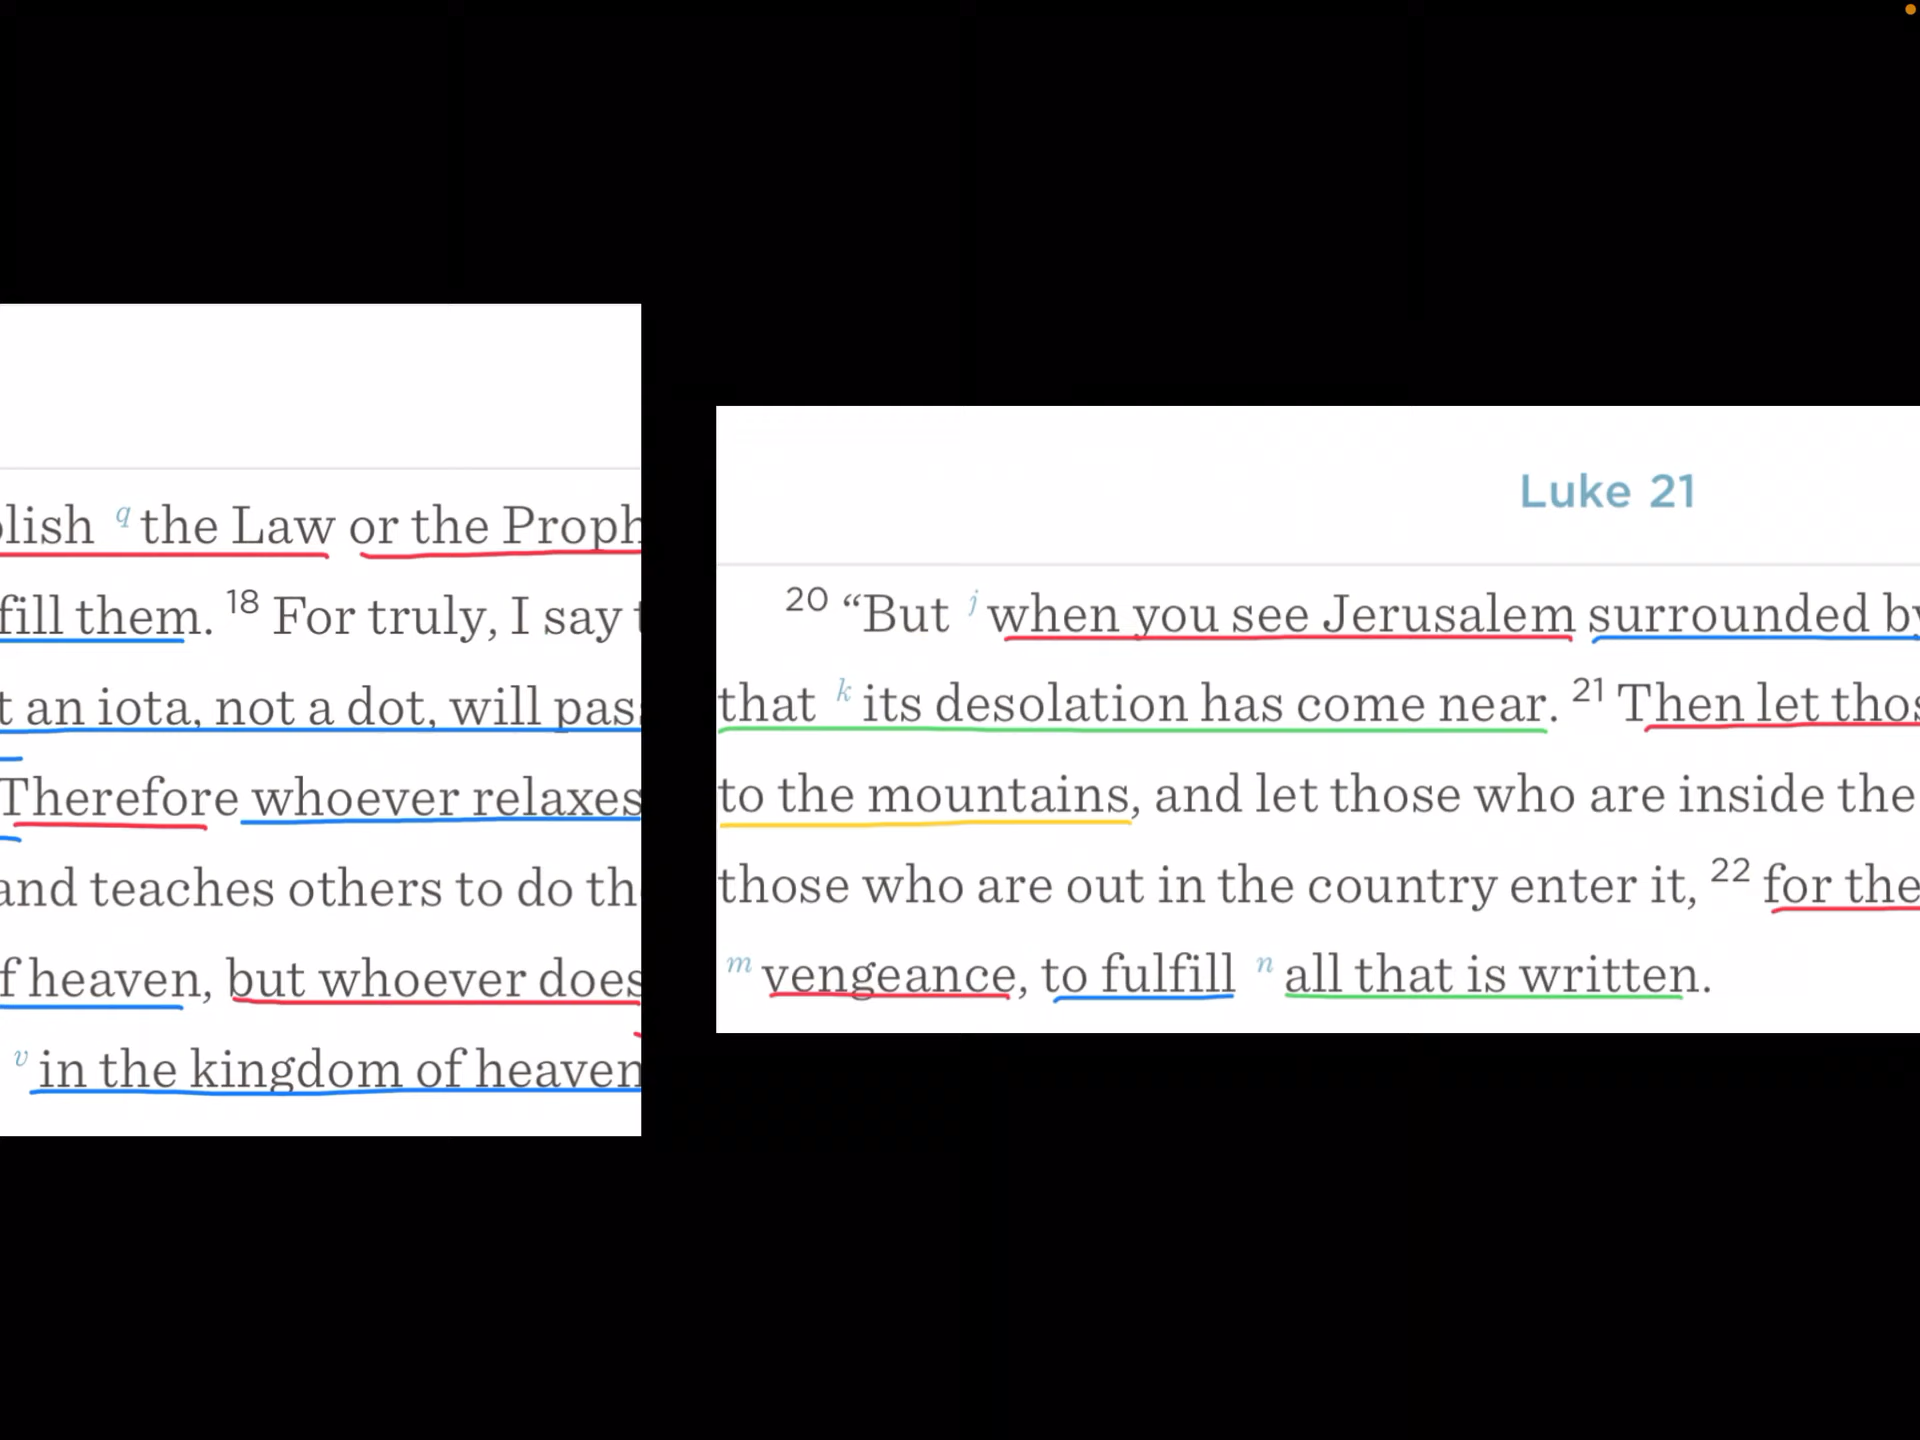 lish q the Law or the Proph
fill them. 18 For truly, I say
an iota, not a dot, will pas
Therefore whoever relaxes
and teaches others to do th
f heaven, but whoever does
v in the kingdom of heaven
Luke 21
20 “But j when you see Jerusalem surrounded by
that k its desolation has come near. 21 Then let thos
to the mountains, and let those who are inside the
those who are out in the country enter it, 22 for the
m vengeance, to fulfill n all that is written.